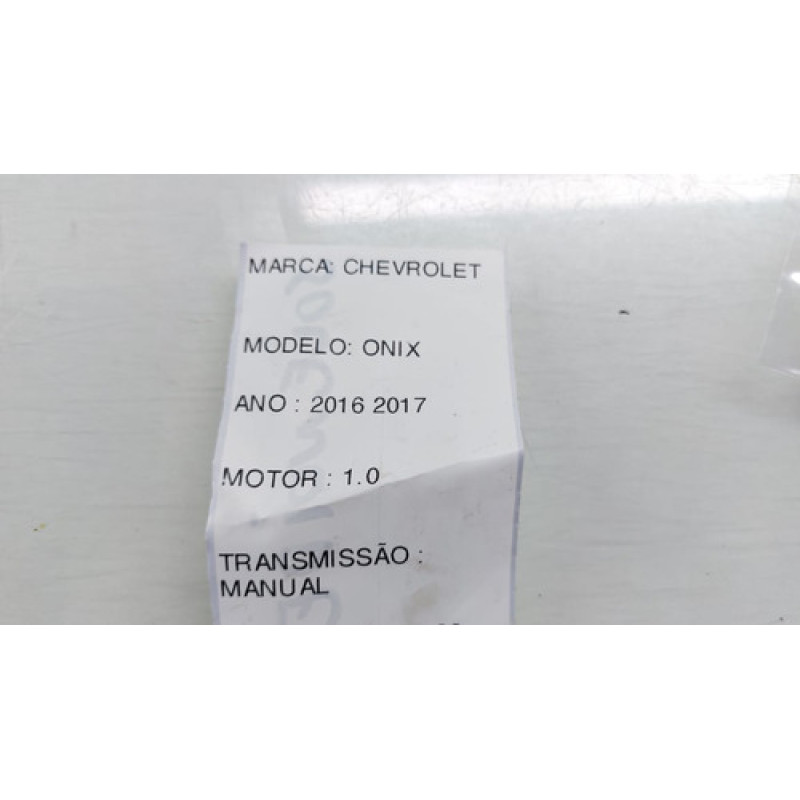 MARCA: CHEVROLET
MODELO: ONIX
ANO : 2016 2017
MOTOR : 1.0
TRANSMISSÃO :
MANUAL